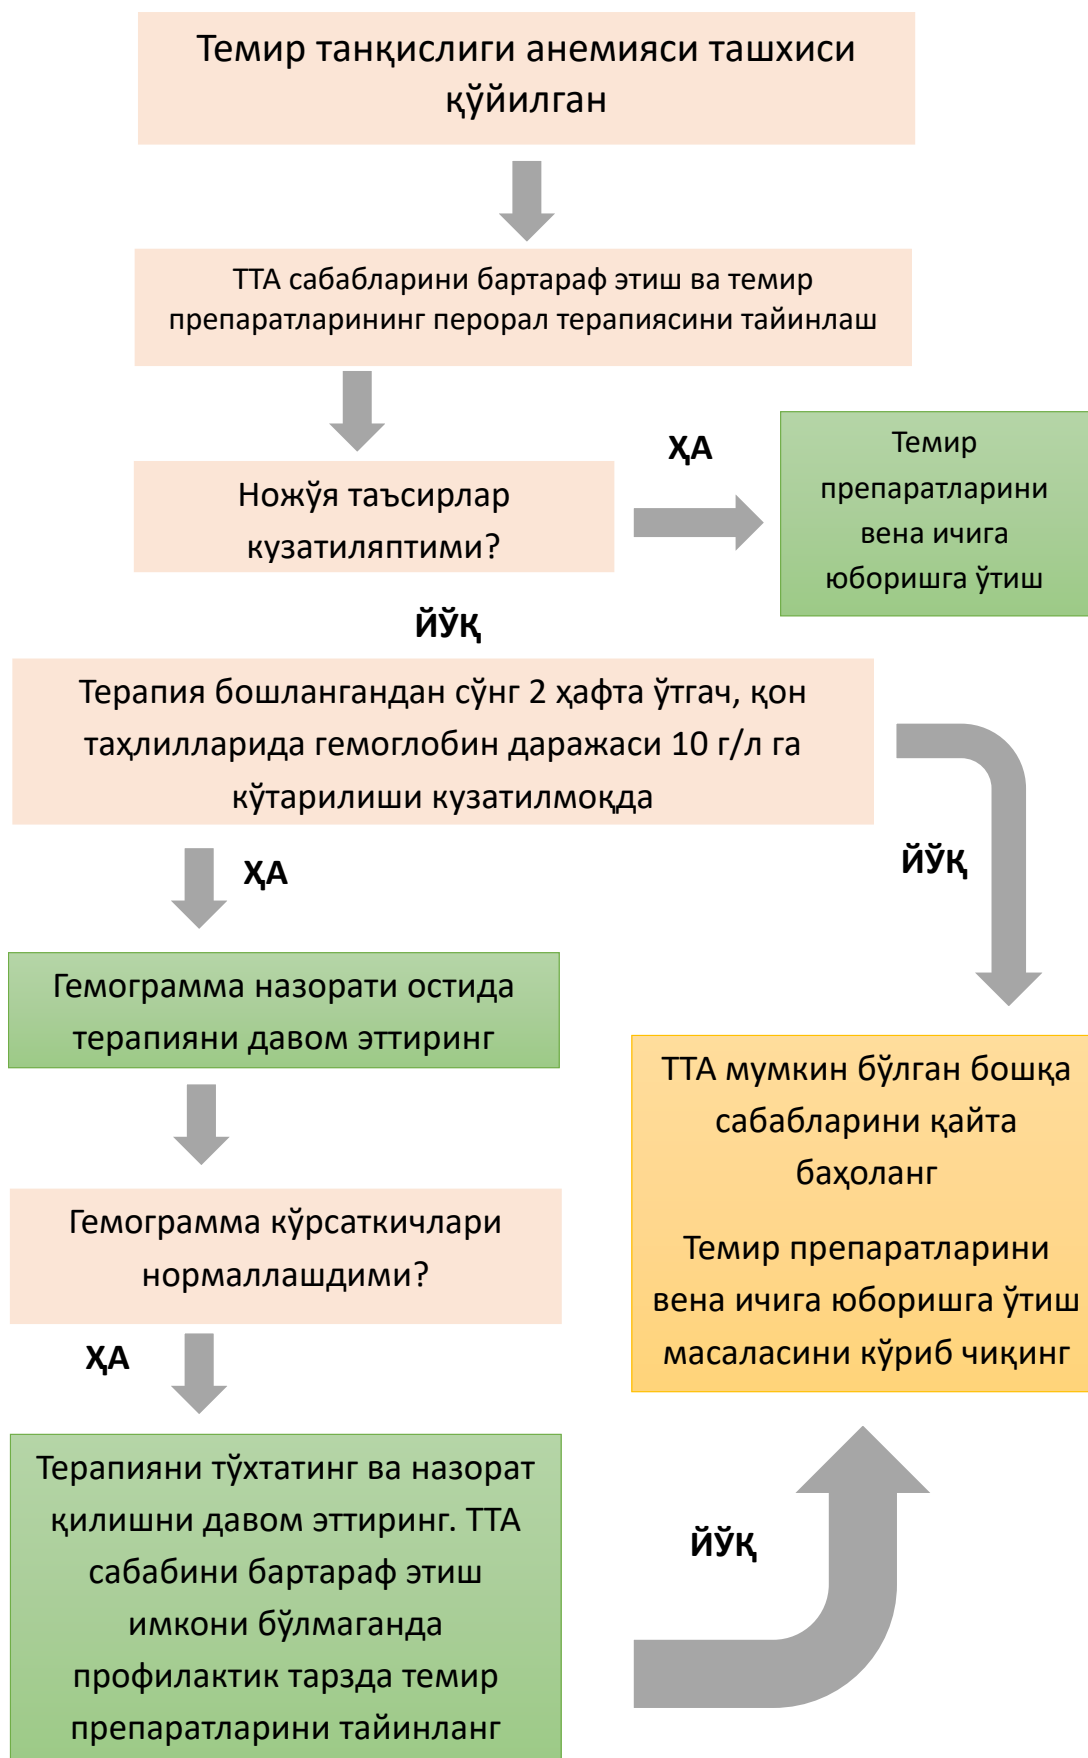 Темир танқислиги анемияси ташхиси
қўйилган
ТТА сабабларини бартараф этиш ва темир
препаратларининг перорал терапиясини тайинлаш
Ножўя таъсирлар
кузатиляптими?
ҲА
Темир
препаратларини
вена ичига
юборишга ўтиш
ЙЎҚ
Терапия бошлангандан сўнг 2 ҳафта ўтгач, қон
таҳлилларида гемоглобин даражаси 10 г/л га
кўтарилиши кузатилмоқда
ҲА
ЙЎҚ
Гемограмма назорати остида
терапияни давом эттиринг
ТТА мумкин бўлган бошқа
сабабларини қайта
баҳоланг
Темир препаратларини
вена ичига юборишга ўтиш
масаласини кўриб чиқинг
Гемограмма кўрсаткичлари
нормаллашдими?
ҲА
Терапияни тўхтатинг ва назорат
қилишни давом эттиринг. ТТА
сабабини бартараф этиш
имкони бўлмаганда
профилактик тарзда темир
препаратларини тайинланг
ЙЎҚ